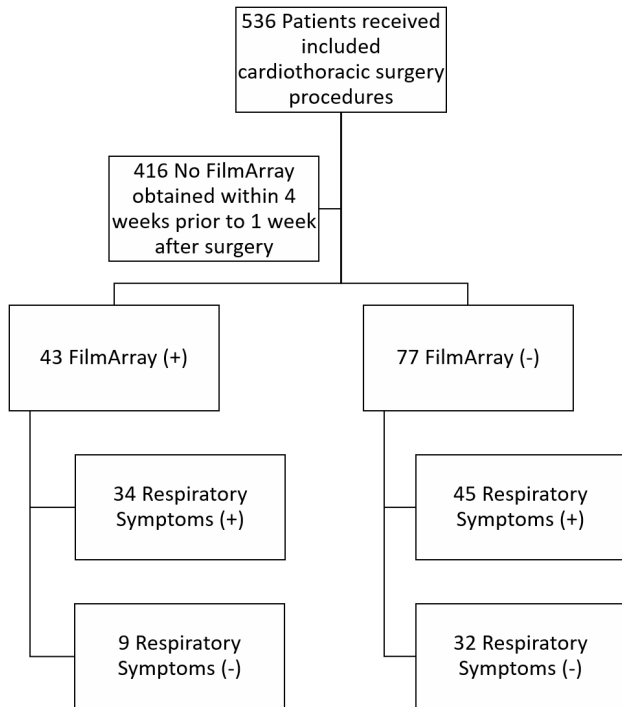 536 Patients received
included
cardiothoracic surgery
procedures
416 No FilmArray
obtained within 4
weeks prior to 1 week
after surgery
43 FilmArray (+)
77 FilmArray (-)
34 Respiratory
Symptoms (+)
45 Respiratory
Symptoms (+)
9 Respiratory
Symptoms (-)
32 Respiratory
Symptoms (-)